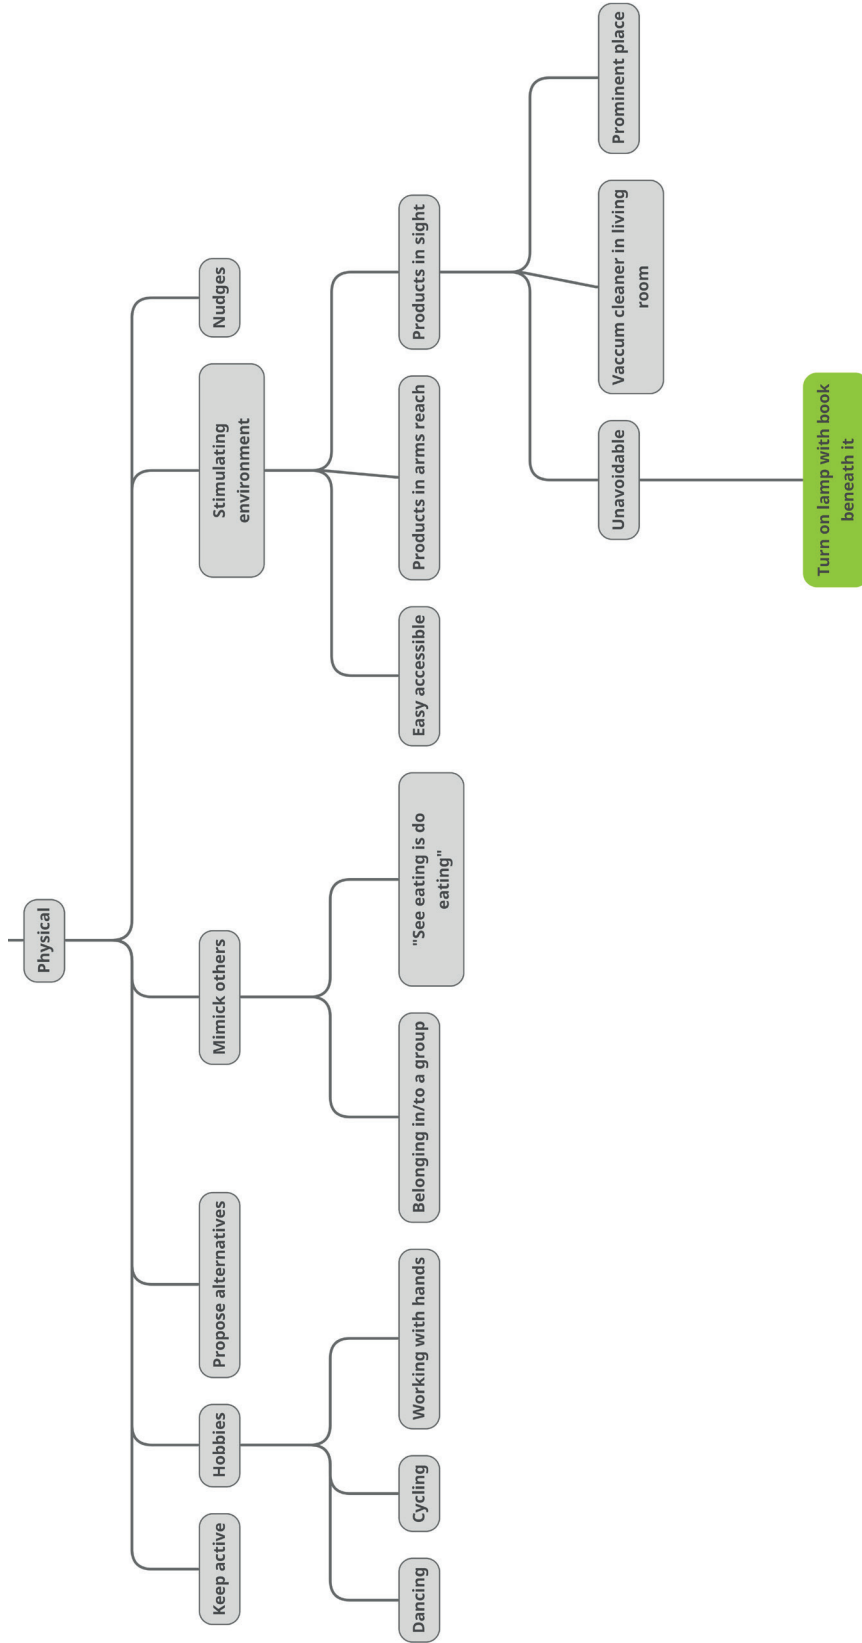 Physical
Keep active
Hobbies
Propose alternatives
Mimick others
Stimulating
environment
Nudges
Dancing
Cycling
Working with hands
Belonging in/to a group
"See eating is do
eating"
Easy accessible
Products in arms reach
Products in sight
Unavoidable
Vaccum cleaner in living
room
Prominent place
Turn on lamp with book
beneath it